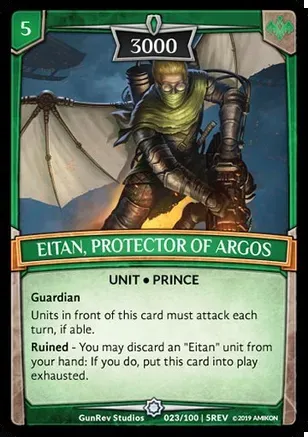 5
3000
EITAN, PROTECTOR OF ARGOS
UNIT • PRINCE
Guardian
Units in front of this card must attack each
turn, if able.
Ruined - You may discard an "Eitan" unit from
your hand: If you do, put this card into play
exhausted.
GunRev Studios 023/100 | 5REV ©2019 AMIKON